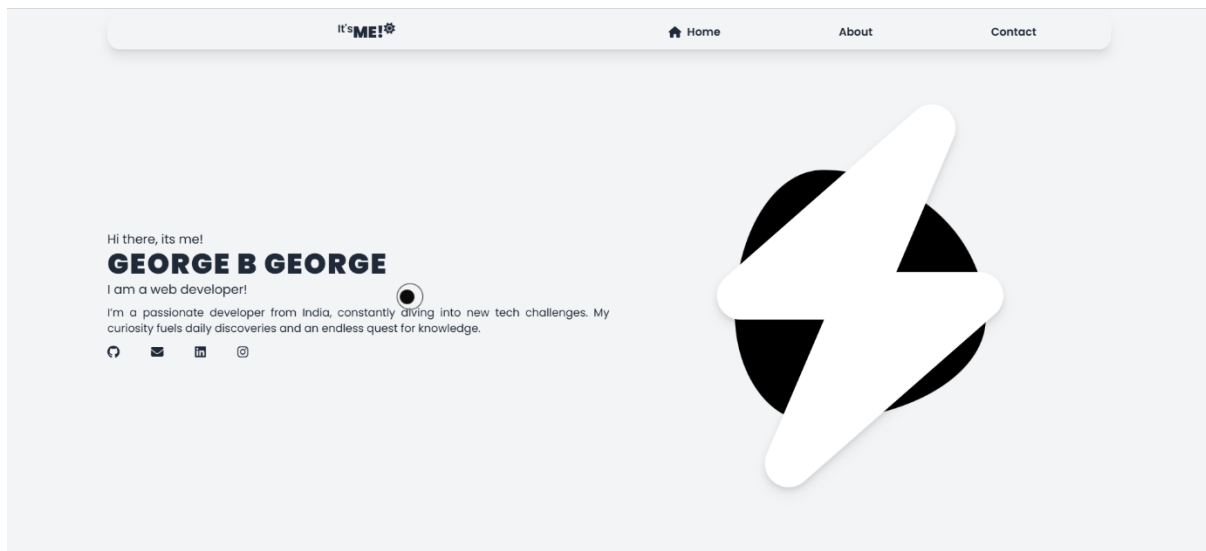 It's ME! Home About Contact
Hi there, its me!
GEORGE B GEORGE
I am a web developer!
I'm a passionate developer from India, constantly diving into new tech challenges. My
curiosity fuels daily discoveries and an endless quest for knowledge.